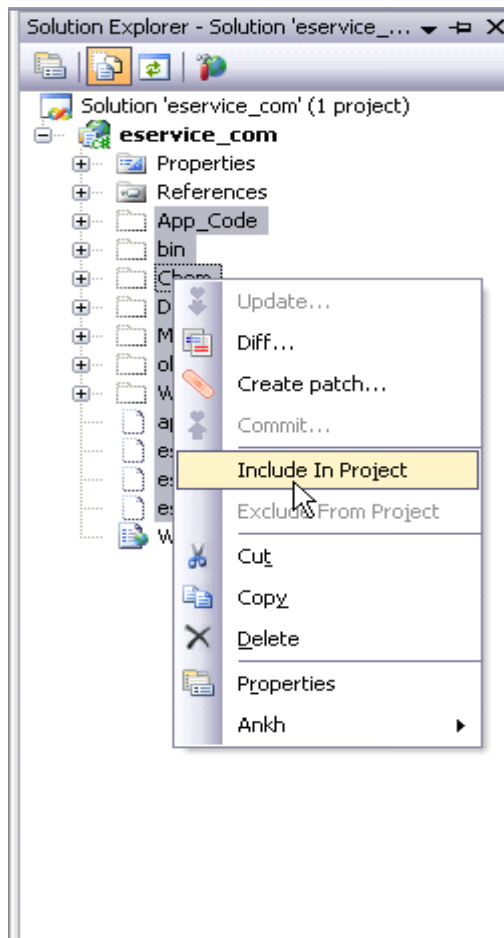 Solution Explorer - Solution 'eservice_...
Solution 'eservice_com' (1 project)
eservice_com
Properties
References
App_Code
bin
Chem
Update...
Diff...
Create patch...
Commit...
Include In Project
Exclude From Project
Cut
Copy
Delete
Properties
Ankh